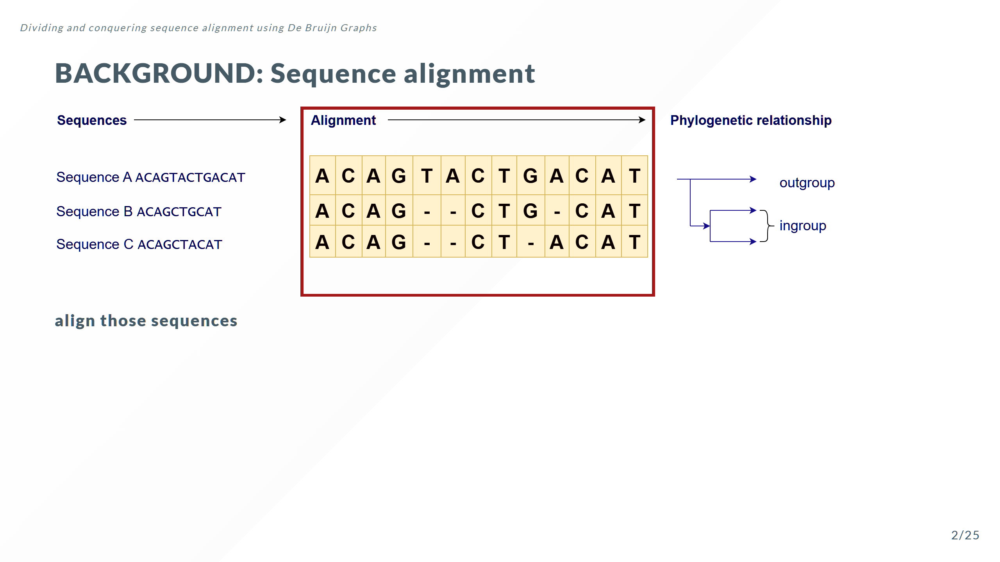 Dividing and conquering sequence alignment using De Bruijn Graphs
BACKGROUND: Sequence alignment
Sequences
Alignment
Phylogenetic relationship
Sequence A ACAGTACTGACAT
Sequence B ACAGCTGCAT
Sequence C ACAGCTACAT
A C A G T A C T G A C A T
A C A G - - C T G - C A T
A C A G - - C T - A C A T
outgroup
ingroup
align those sequences
2/25